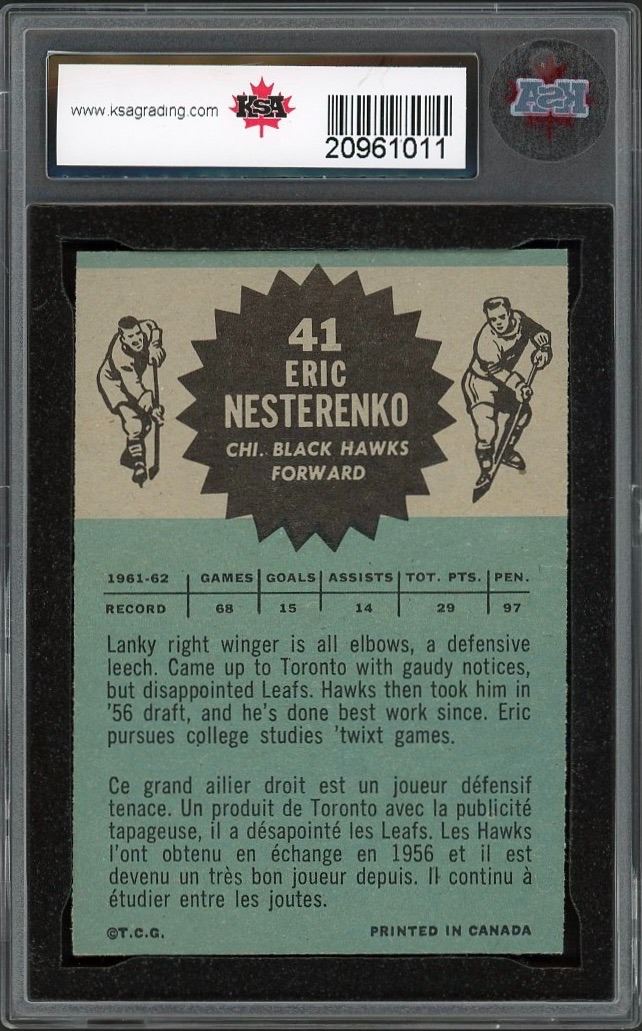 www.ksagrading.com KSA
20961011
KSA
41
ERIC
NESTERENKO
CHI. BLACK HAWKS
FORWARD
1961-62 GAMES GOALS ASSISTS TOT. PTS. PEN.
RECORD 68 15 14 29 97
Lanky right winger is all elbows, a defensive
leech. Came up to Toronto with gaudy notices,
but disappointed Leafs. Hawks then took him in
'56 draft, and he's done best work since. Eric
pursues college studies 'twixt games.
Ce grand ailier droit est un joueur défensif
tenace. Un produit de Toronto avec la publicité
tapageuse, il a désapointé les Leafs. Les Hawks
l'ont obtenu en échange en 1956 et il est
devenu un très bon joueur depuis. Il continu à
étudier entre les joutes.
©T.C.G. PRINTED IN CANADA